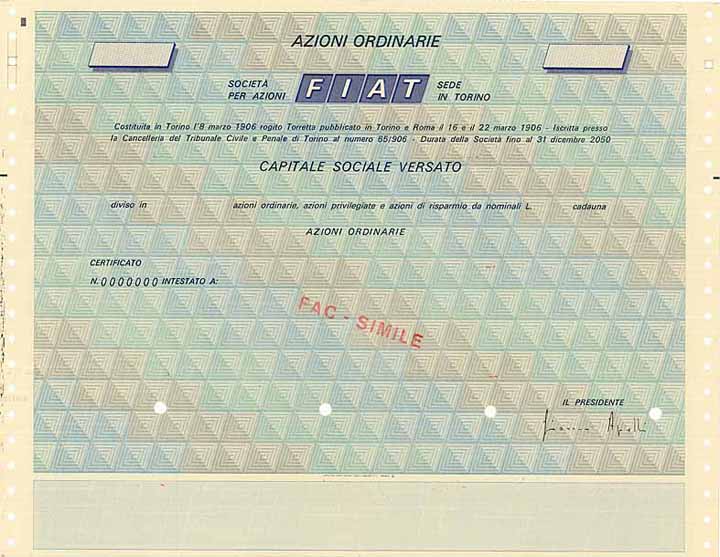 AZIONI ORDINARIE
SOCIETÀ PER AZIONI
FIAT
SEDE IN TORINO
Costituita in Torino l'8 marzo 1906 rogito Torretta pubblicato in Torino e Roma il 16 e il 22 marzo 1906 - Iscritta presso
la Cancelleria del Tribunale Civile e Penale di Torino al numero 65/906 - Durata della Società fino al 31 dicembre 2050
CAPITALE SOCIALE VERSATO
diviso in azioni ordinarie, azioni privilegiate e azioni di risparmio da nominali L. cadauna
AZIONI ORDINARIE
CERTIFICATO
N. 0000000 INTESTATO A:
FAC - SIMILE
IL PRESIDENTE